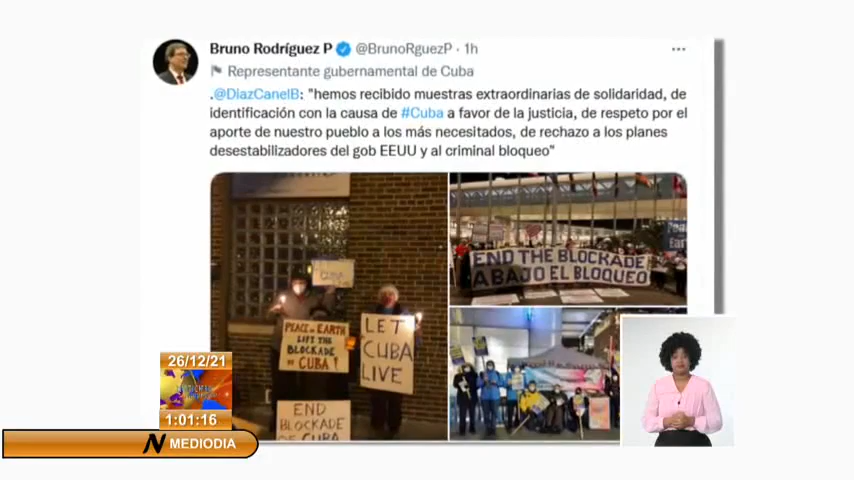 Bruno Rodríguez P @BrunoRguezP · 1h
Representante gubernamental de Cuba
.@DiazCanelB: "hemos recibido muestras extraordinarias de solidaridad, de
identificación con la causa de #Cuba a favor de la justicia, de respeto por el
aporte de nuestro pueblo a los más necesitados, de rechazo a los planes
desestabilizadores del gob EEUU y al criminal bloqueo"
END THE BLOCKADE
ABAJO EL BLOQUEO
PEACE ON EARTH
LIFT THE
BLOCKADE
OF CUBA!
LET
CUBA
LIVE
END
BLOCKADE
OF CUBA
26/12/21
1:01:16
N MEDIODIA